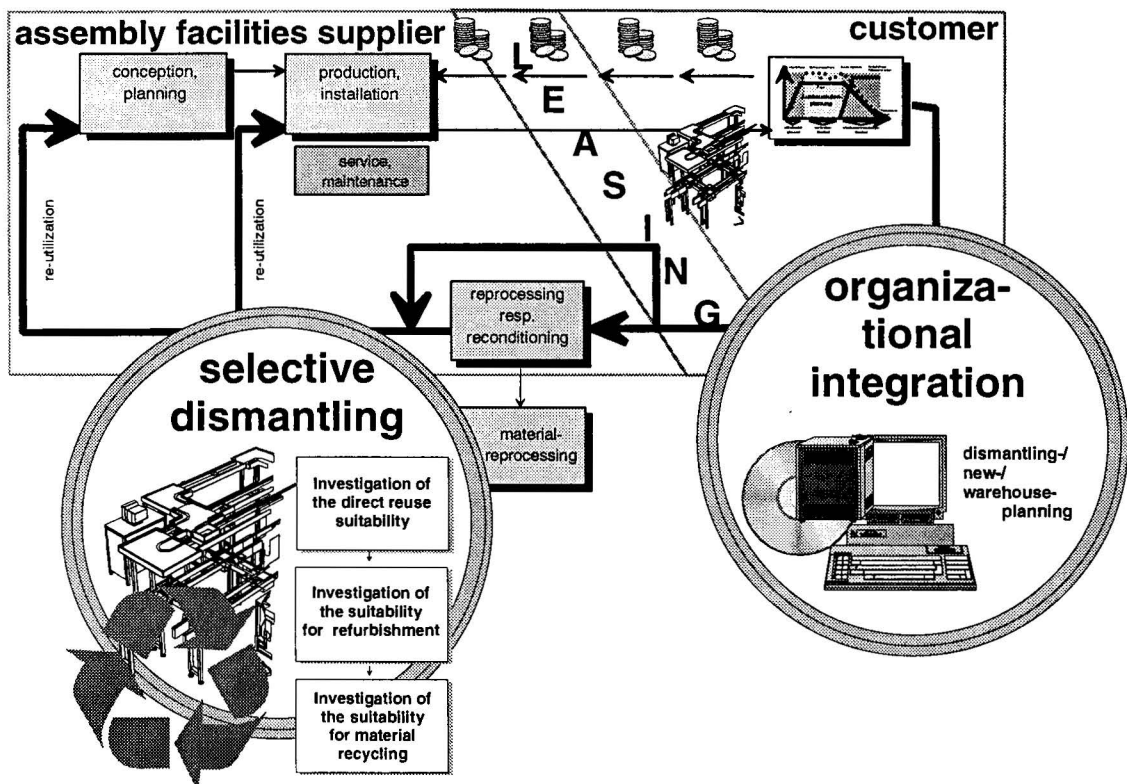 assembly facilities supplier
customer
conception,
planning
production,
installation
service,
maintenance
re-utilization
re-utilization
L
E
A
S
I
N
G
reprocessing
resp.
reconditioning
material-
reprocessing
selective
dismantling
Investigation of
the direct reuse
suitability
Investigation of
the suitability
for refurbishment
Investigation of
the suitability
for material
recycling
organiza-
tional
integration
dismantling-/
new-/
warehouse-
planning